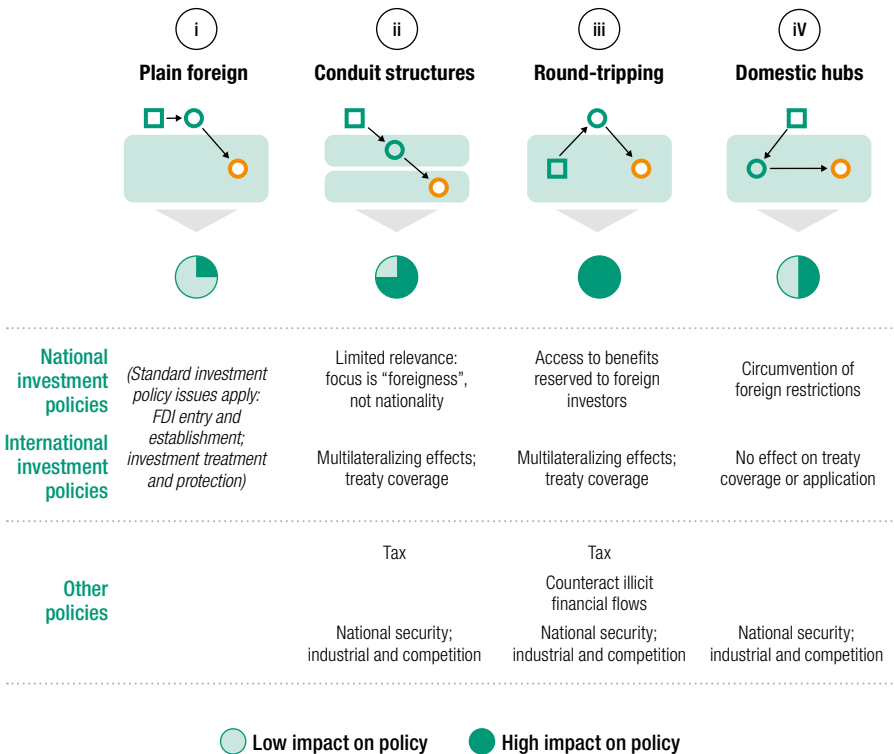 i
ii
iii
iV
Plain foreign
Conduit structures
Round-tripping
Domestic hubs
National
investment
policies
(Standard investment
policy issues apply:
FDI entry and
establishment;
investment treatment
and protection)
Limited relevance:
focus is “foreigness”,
not nationality
Access to benefits
reserved to foreign
investors
Circumvention of
foreign restrictions
International
investment
policies
Multilateralizing effects;
treaty coverage
Multilateralizing effects;
treaty coverage
No effect on treaty
coverage or application
Other
policies
Tax
National security;
industrial and competition
Tax
Counteract illicit
financial flows
National security;
industrial and competition
National security;
industrial and competition
Low impact on policy
High impact on policy